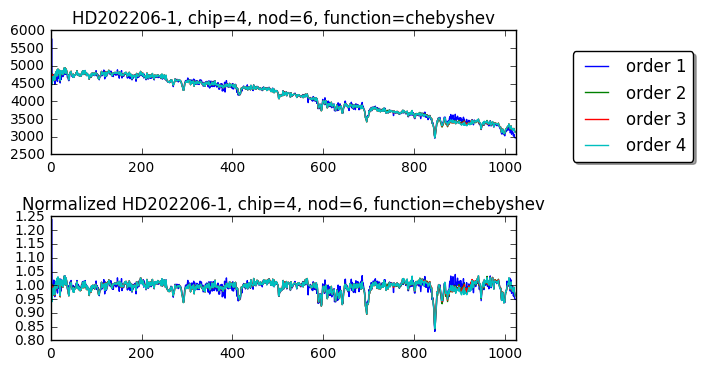 HD202206-1, chip=4, nod=6, function=chebyshev
6000
5500
5000
4500
4000
3500
3000
2500
0 200 400 600 800 1000
order 1
order 2
order 3
order 4
Normalized HD202206-1, chip=4, nod=6, function=chebyshev
1.25
1.20
1.15
1.10
1.05
1.00
0.95
0.90
0.85
0.80
0 200 400 600 800 1000